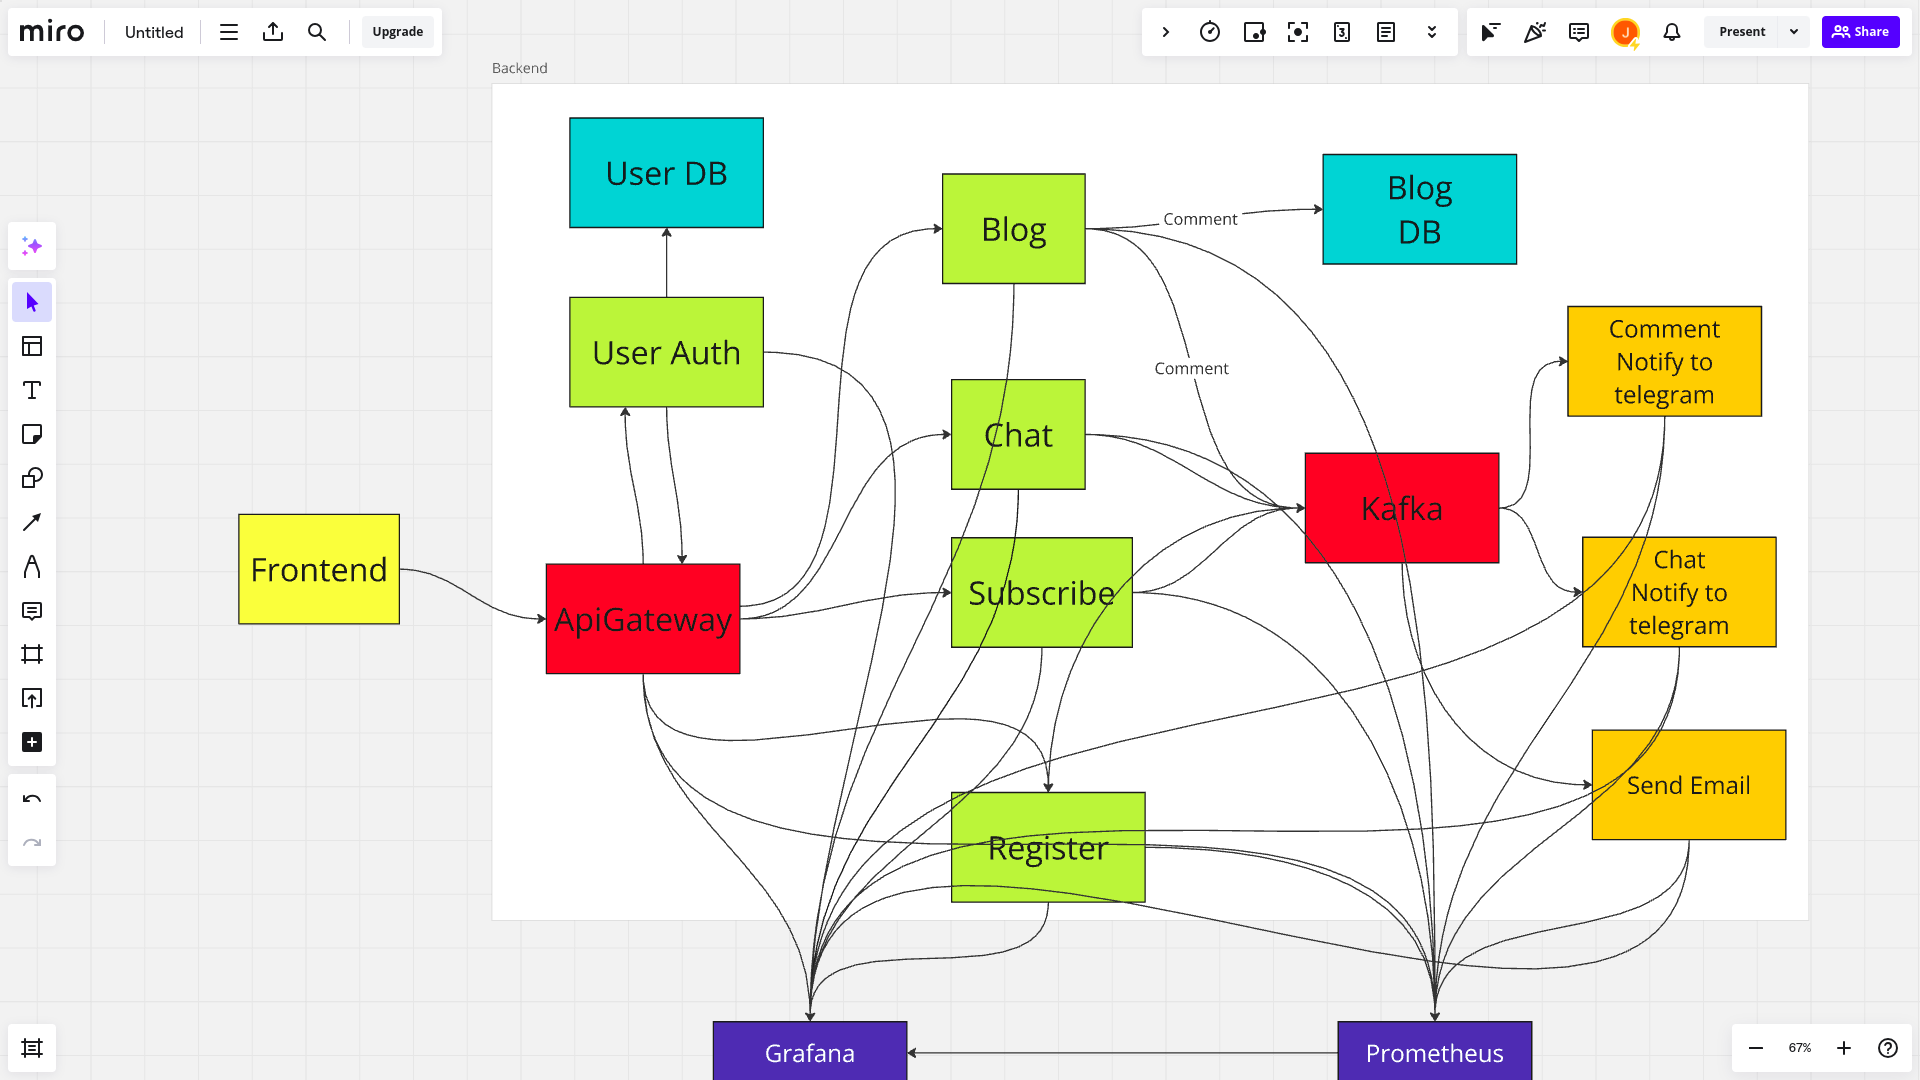 miro
Untitled
Upgrade
3
J
Present
Share
Backend
User DB
Blog
Comment
Blog
DB
User Auth
Comment
Notify to
telegram
Comment
Chat
Kafka
Frontend
ApiGateway
Subscribe
Chat
Notify to
telegram
Send Email
Register
Grafana
Prometheus
67%